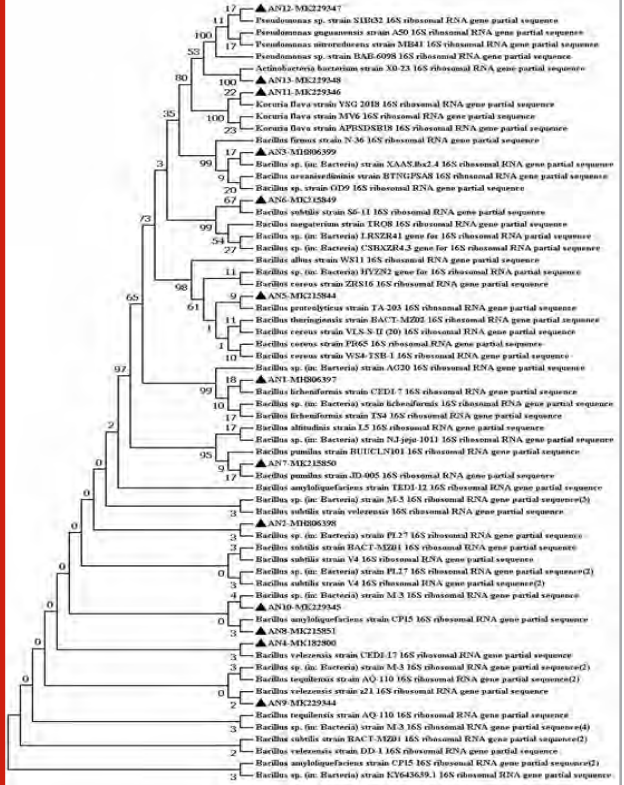 ▲AN12-MK229347
Pseudomonas sp. strain S1Bt32 16S ribosomal RNA gene partial sequence
Pseudomonas guguanensis strain A50 16S ribosomal RNA gene partial sequence
Pseudomonas nitroreducens strain MB41 16S ribosomal RNA gene partial sequence
Pseudomonas sp. strain BAB-6098 16S ribosomal RNA gene partial sequence
Actinobacteria bacterium strain X0-23 16S ribosomal RNA gene partial sequence
▲AN13-MK229348
▲AN11-MK229346
Kocuria flava strain YSG 2018 16S ribosomal RNA gene partial sequence
Kocuria flava strain MY6 16S ribosomal RNA gene partial sequence
Kocuria flava strain APBSDSB18 16S ribosomal RNA gene partial sequence
Bacillus firmus strain N-36 16S ribosomal RNA gene partial sequence
▲AN3-MH806399
Bacillus sp. (in: Bacteria) strain 16S ribosomal RNA gene partial sequence
Bacillus oceanisediminis strain BTNGPSA8 16S ribosomal RNA gene partial sequence
Bacillus sp. strain GD9 16S ribosomal RNA gene partial sequence
▲AN6-MK215849
Bacillus subtilis strain S6-11 16S ribosomal RNA gene partial sequence
Bacillus megaterium strain TRQ8 16S ribosomal RNA gene partial sequence
Bacillus sp. (in: Bacteria) LRSZR41 gene for 16S ribosomal RNA gene partial sequence
Bacillus sp. (in: Bacteria) CSBXZR4.3 gene for 16S ribosomal RNA gene partial sequence
Bacillus albus strain WS11 16S ribosomal RNA gene partial sequence
Bacillus sp. (in: Bacteria) HYZN2 gene for 16S ribosomal RNA gene partial sequence
Bacillus cereus strain ZRS16 16S ribosomal RNA gene partial sequence
▲AN5-MK215844
Bacillus proteolyticus strain TA-203 16S ribosomal RNA gene partial sequence
Bacillus thuringiensis strain BACT-MZ02 16S ribosomal RNA gene partial sequence
Bacillus cereus strain VLS-S-II (20) 16S ribosomal RNA gene partial sequence
Bacillus cereus strain PR65 16S ribosomal RNA gene partial sequence
Bacillus cereus strain WS4-TSB-1 16S ribosomal RNA gene partial sequence
Bacillus sp. (in: Bacteria) strain AG20 16S ribosomal RNA gene partial sequence
▲AN1-MH806397
Bacillus licheniformis strain CEDI-7 16S ribosomal RNA gene partial sequence
Bacillus sp. (in: Bacteria) strain licheniformis 16S ribosomal RNA gene partial sequence
Bacillus licheniformis strain TS4 16S ribosomal RNA gene partial sequence
Bacillus altitudinis strain L5 16S ribosomal RNA gene partial sequence
Bacillus sp. (in: Bacteria) strain NJ-jeju-1011 16S ribosomal RNA gene partial sequence
Bacillus pumilus strain BUUCLN101 16S ribosomal RNA gene partial sequence
▲AN7-MK215850
Bacillus pumilus strain JD-005 16S ribosomal RNA gene partial sequence
Bacillus amyloliquefaciens strain TEDI-12 16S ribosomal RNA gene partial sequence
Bacillus sp. (in: Bacteria) strain M-3 16S ribosomal RNA gene partial sequence(3)
Bacillus subtilis strain velezensis 16S ribosomal RNA gene partial sequence
▲AN2-MH806398
Bacillus sp. (in: Bacteria) strain PL27 16S ribosomal RNA gene partial sequence
Bacillus subtilis strain BACT-MZ01 16S ribosomal RNA gene partial sequence
Bacillus subtilis strain V4 16S ribosomal RNA gene partial sequence
Bacillus sp. (in: Bacteria) strain PL27 16S ribosomal RNA gene partial sequence(2)
Bacillus subtilis strain V4 16S ribosomal RNA gene partial sequence(2)
Bacillus sp. (in: Bacteria) strain M-3 16S ribosomal RNA gene partial sequence
▲AN10-MK229345
Bacillus amyloliquefaciens strain CP15 16S ribosomal RNA gene partial sequence
▲AN8-MK215851
▲AN4-MK182800
Bacillus velezensis strain CEDI-17 16S ribosomal RNA gene partial sequence
Bacillus sp. (in: Bacteria) strain M-3 16S ribosomal RNA gene partial sequence(2)
Bacillus tequilensis strain AQ-110 16S ribosomal RNA gene partial sequence(2)
Bacillus velezensis strain z21 16S ribosomal RNA gene partial sequence
▲AN9-MK229344
Bacillus tequilensis strain AQ-110 16S ribosomal RNA gene partial sequence
Bacillus sp. (in: Bacteria) strain M-3 16S ribosomal RNA gene partial sequence(4)
Bacillus subtilis strain BACT-MZ01 16S ribosomal RNA gene partial sequence(2)
Bacillus velezensis strain DD-1 16S ribosomal RNA gene partial sequence
Bacillus amyloliquefaciens strain CP15 16S ribosomal RNA gene partial sequence(2)
Bacillus sp. (in: Bacteria) strain KY643639.1 16S ribosomal RNA gene partial sequence
17
11
100
17
53
100
80
22
100
23
35
17
99
9
20
3
67
99
54
27
73
11
98
9
61
11
1
1
10
65
18
99
10
17
97
17
95
9
17
2
0
3
0
3
3
0
3
0
4
0
3
0
3
0
3
0
2
0
3
2
3